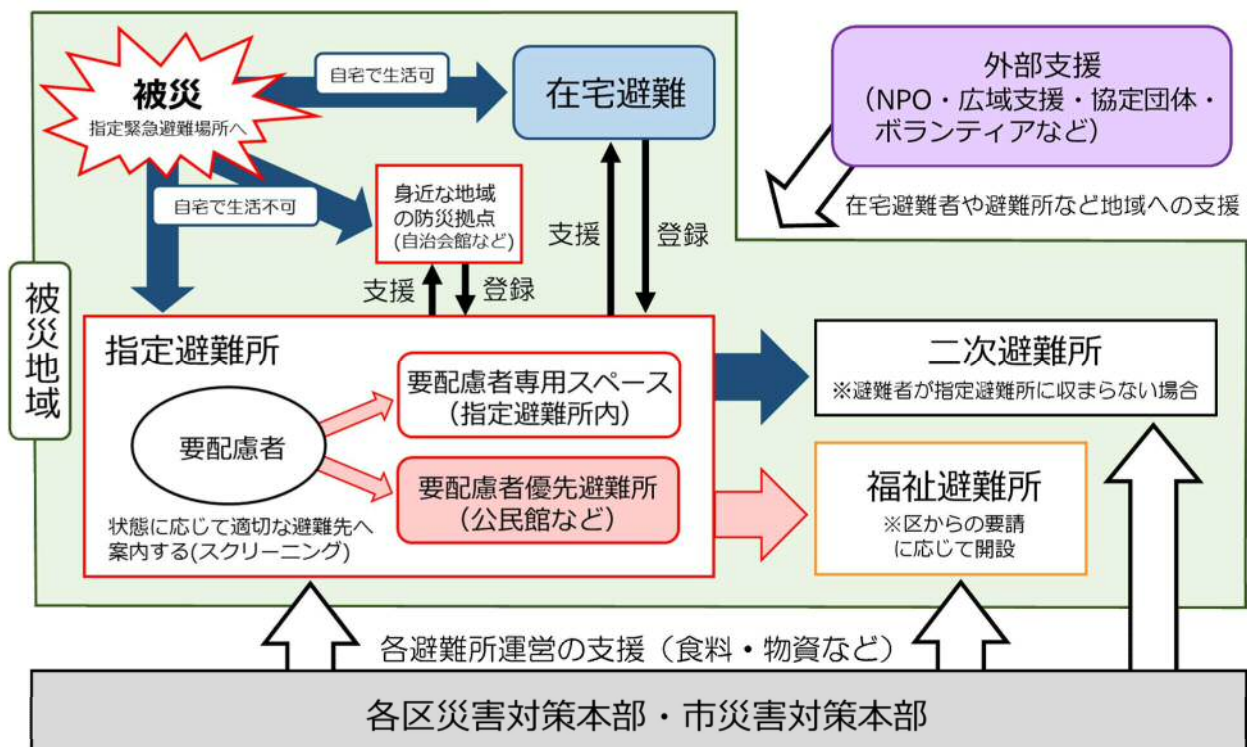 被災
指定緊急避難場所へ
自宅で生活可
在宅避難
外部支援
（NPO・広域支援・協定団体・
ボランティアなど）
自宅で生活不可
身近な地域
の防災拠点
(自治会館など)
支援
登録
支援
登録
在宅避難者や避難所など地域への支援
被災地域
指定避難所
要配慮者
要配慮者専用スペース
（指定避難所内）
要配慮者優先避難所
（公民館など）
状態に応じて適切な避難先へ
案内する(スクリーニング)
二次避難所
※避難者が指定避難所に収まらない場合
福祉避難所
※区からの要請
に応じて開設
各避難所運営の支援（食料・物資など）
各区災害対策本部・市災害対策本部